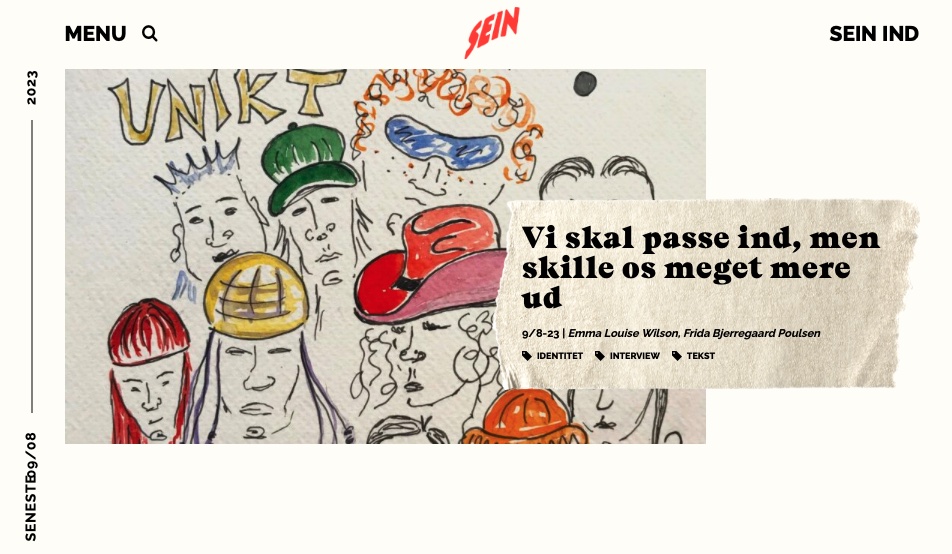 MENU
SEIN
SEIN IND
2023
UNIKT
Vi skal passe ind, men
skille os meget mere
ud
9/8-23 | Emma Louise Wilson, Frida Bjerregaard Poulsen
IDENTITET INTERVIEW TEKST
09/08
SENESTE